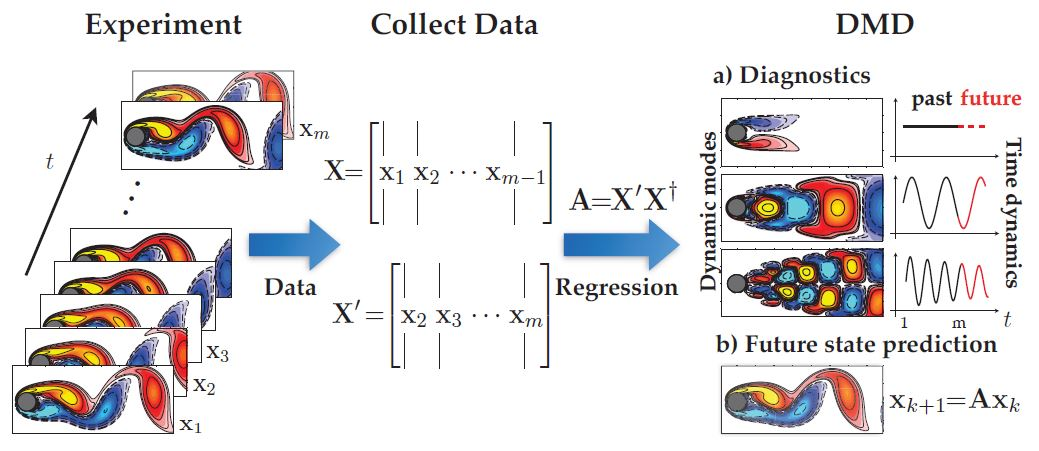 Experiment
Collect Data
DMD
t
x_m
x_3
x_2
x_1
Data
X= [x_1 x_2 ⋯ x_{m-1}]
X′ = [x_2 x_3 ⋯ x_m]
A=X′X†
Regression
a) Diagnostics
Dynamic modes
past future
Time dynamics
1 m t
b) Future state prediction
x_{k+1}=Ax_k